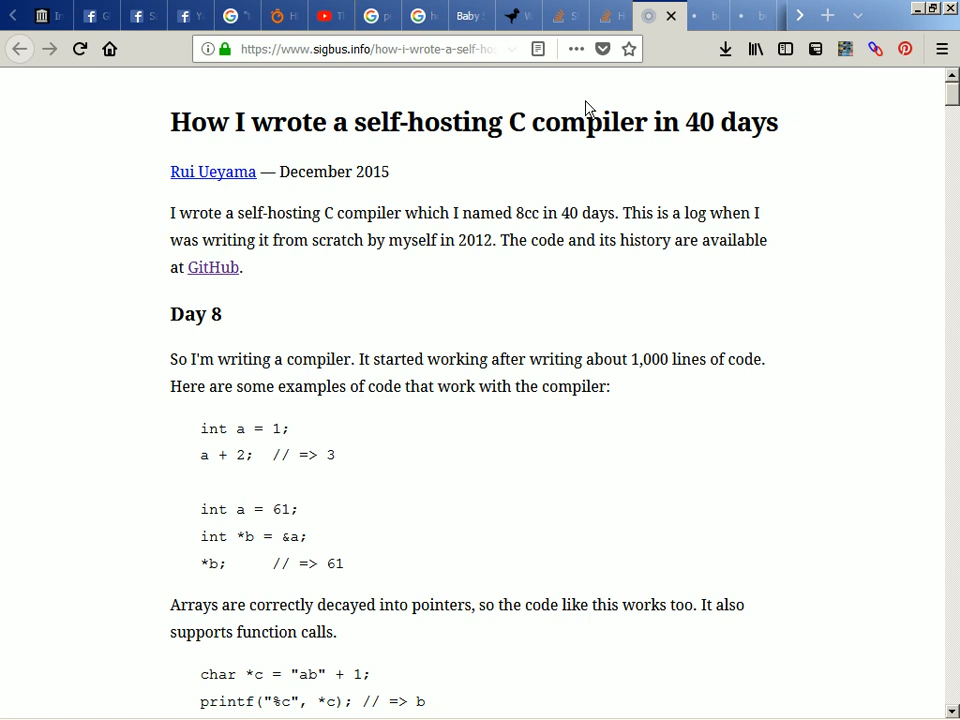 Baby
https://www.sigbus.info/how-i-wrote-a-self-hos
How I wrote a self-hosting C compiler in 40 days
Rui Ueyama — December 2015
I wrote a self-hosting C compiler which I named 8cc in 40 days. This is a log when I
was writing it from scratch by myself in 2012. The code and its history are available
at GitHub.
Day 8
So I'm writing a compiler. It started working after writing about 1,000 lines of code.
Here are some examples of code that work with the compiler:
int a = 1;
a + 2;  // => 3
int a = 61;
int *b = &a;
*b;     // => 61
Arrays are correctly decayed into pointers, so the code like this works too. It also
supports function calls.
char *c = "ab" + 1;
printf("%c", *c); // => b